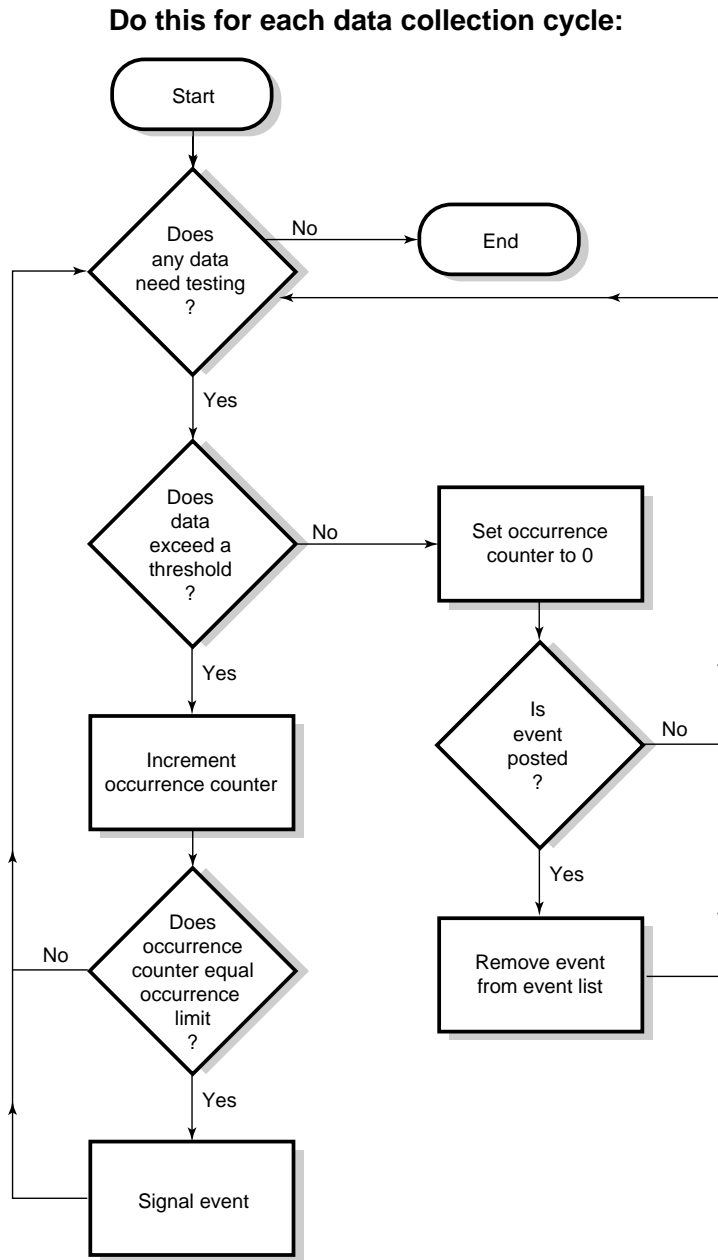 Do this for each data collection cycle:
Start
Does
any data
need testing
?
No
End
Yes
Does
data
exceed a
threshold
?
No
Set occurrence
counter to 0
Yes
Increment
occurrence counter
Is
event
posted
?
No
Yes
Does
occurrence
counter equal
occurrence
limit
?
No
Remove event
from event list
Yes
Signal event